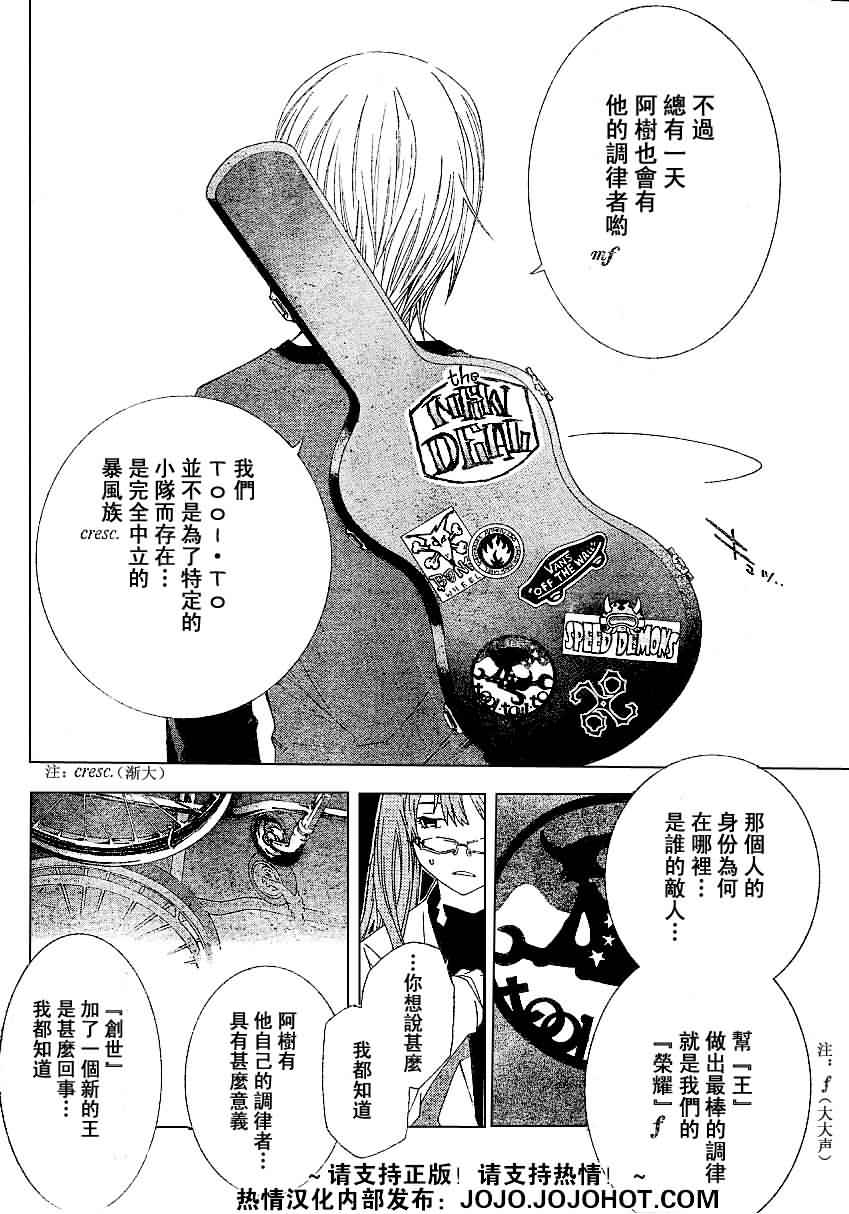 不過
總有一天
阿樹也會有
他的調律者喲
mf
the
NEW
DEAL
BONES
WHEELS
VANS
"OFF THE WALL"
SPEED DEMONS
我們
Tool・TO
並不是為了特定的
小隊而存在…
是完全中立的
暴風族
cresc.
注：cresc.（渐大）
那個人的
身份為何
在哪裡…
是誰的敵人…
幫『王』
做出最棒的調律
就是我們的
『榮耀』f
注：f（大大声）
…你想說甚麼
我都知道
阿樹有
他自己的調律者…
具有甚麼意義
『創世』
加了一個新的王
是甚麼回事…
我都知道
~请支持正版！请支持热情！~
热情汉化内部发布：JOJO.JOJOHOT.COM